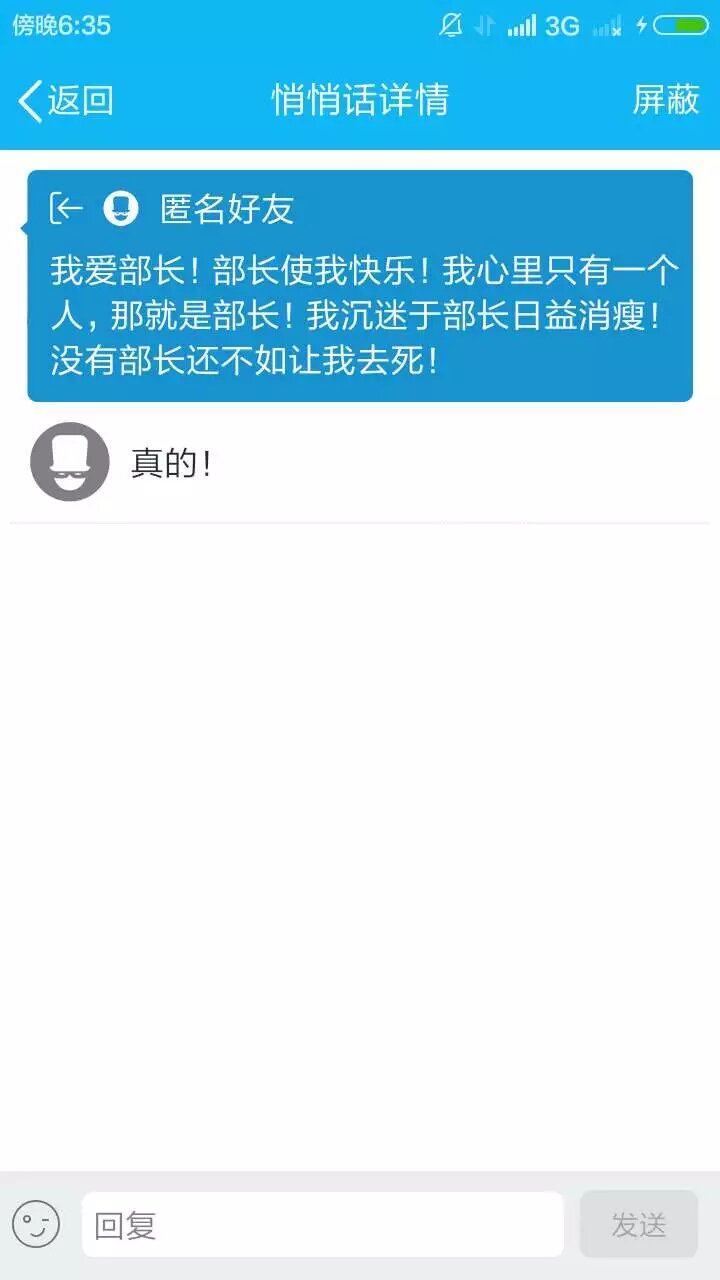 傍晚6:35 3G
返回 悄悄话详情 屏蔽
匿名好友
我爱部长！部长使我快乐！我心里只有一个
人，那就是部长！我沉迷于部长日益消瘦！
没有部长还不如让我去死！
真的！
回复 发送